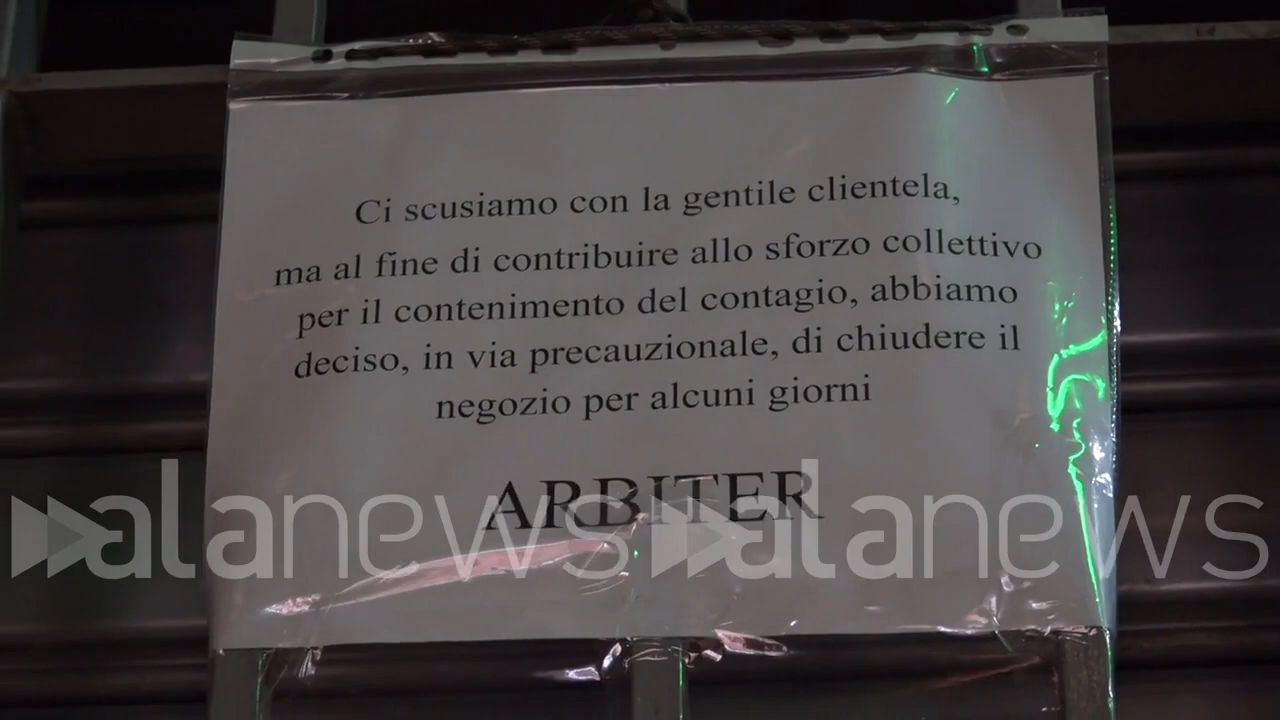 Ci scusiamo con la gentile clientela,
ma al fine di contribuire allo sforzo collettivo
per il contenimento del contagio, abbiamo
deciso, in via precauzionale, di chiudere il
negozio per alcuni giorni
ARBITER
alanews alanews